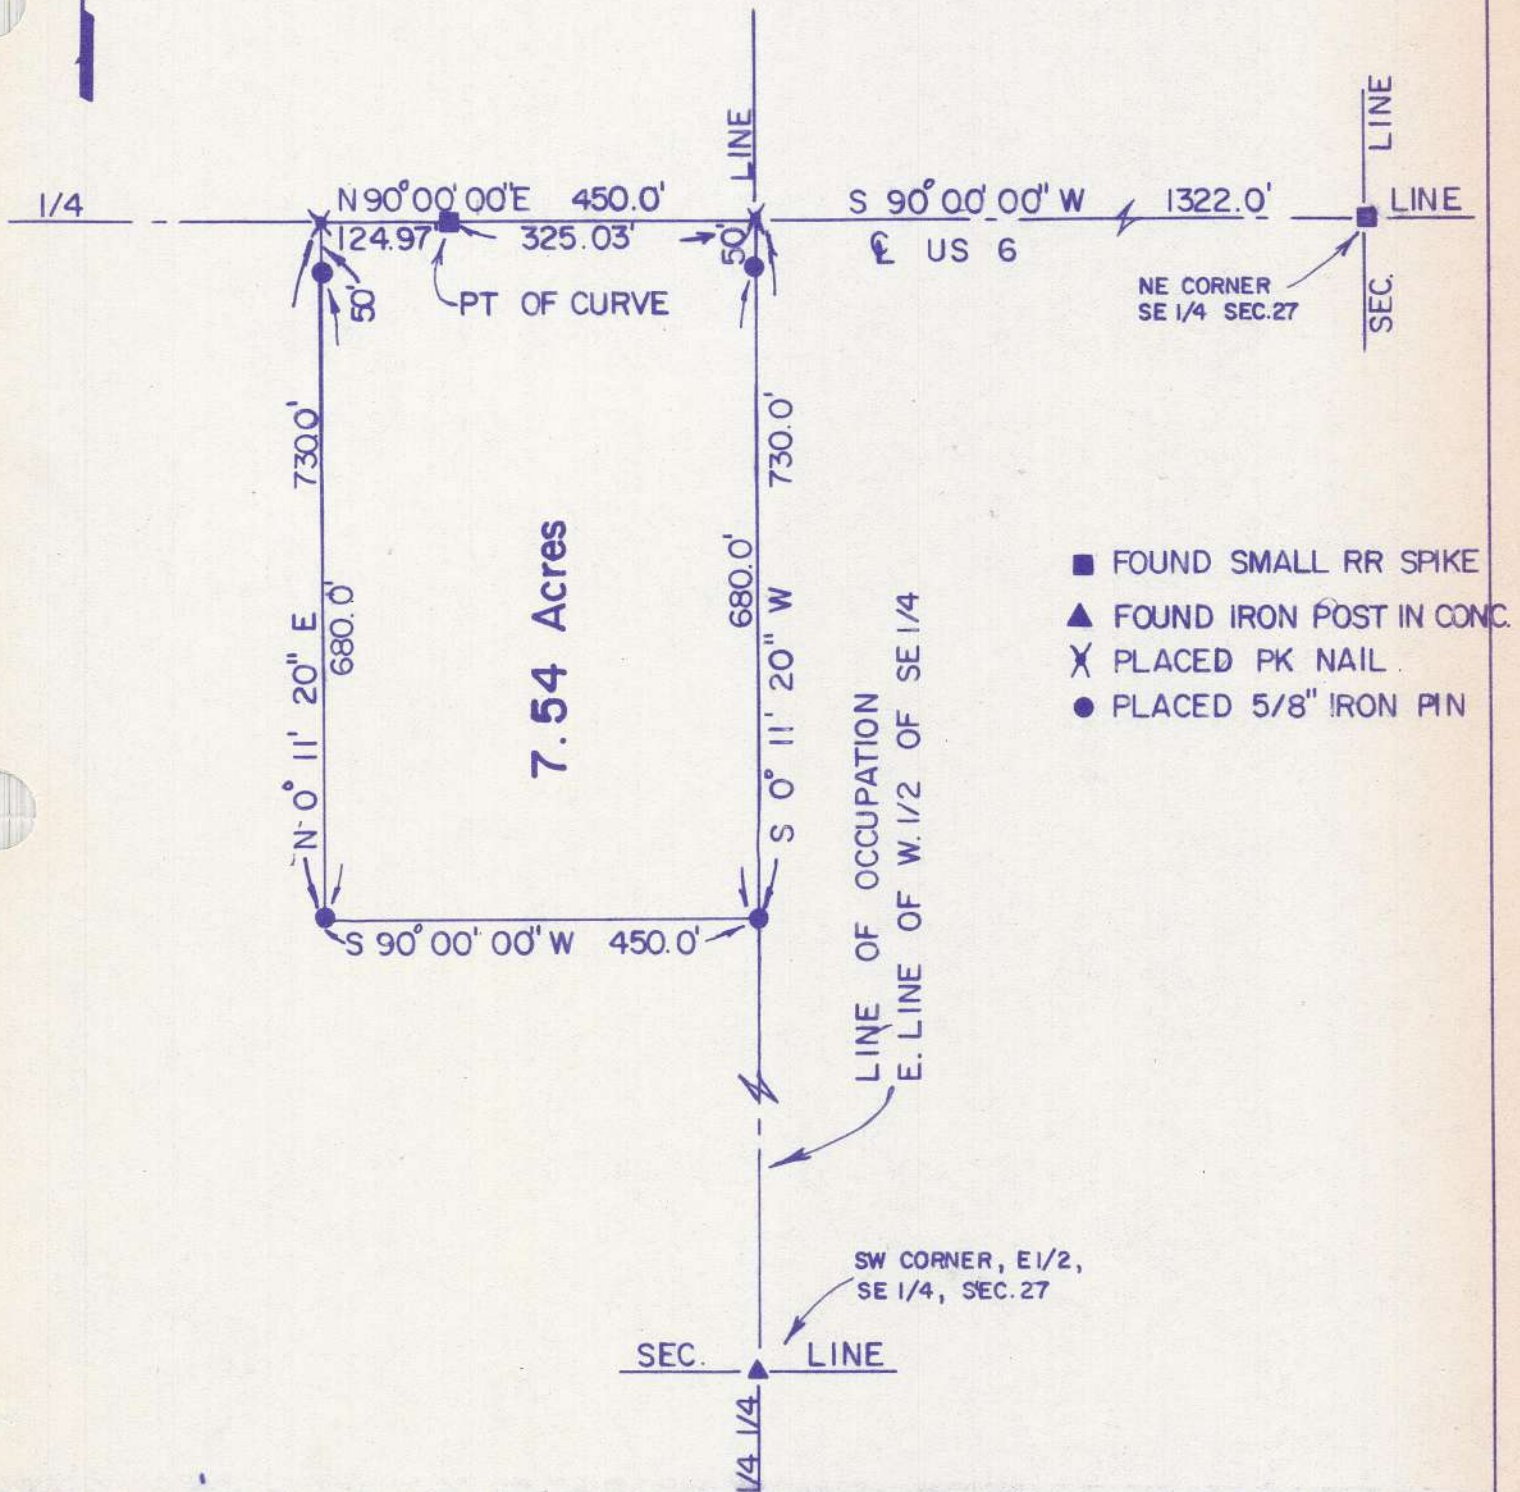 LINE
LINE
1/4
N 90° 00' 00" E 450.0'
S 90° 00' 00" W 1322.0'
LINE
124.97'
325.03'
50'
℄ US 6
50'
PT OF CURVE
NE CORNER
SE 1/4 SEC.27
SEC.
730.0'
730.0'
680.0'
680.0'
N 0° 11' 20" E
S 0° 11' 20" W
7.54 Acres
■ FOUND SMALL RR SPIKE
▲ FOUND IRON POST IN CONC.
X PLACED PK NAIL
● PLACED 5/8" IRON PIN
S 90° 00' 00" W 450.0'
LINE OF OCCUPATION
E. LINE OF W. 1/2 OF SE 1/4
SW CORNER, E 1/2,
SE 1/4, SEC. 27
SEC. LINE
1/4 1/4